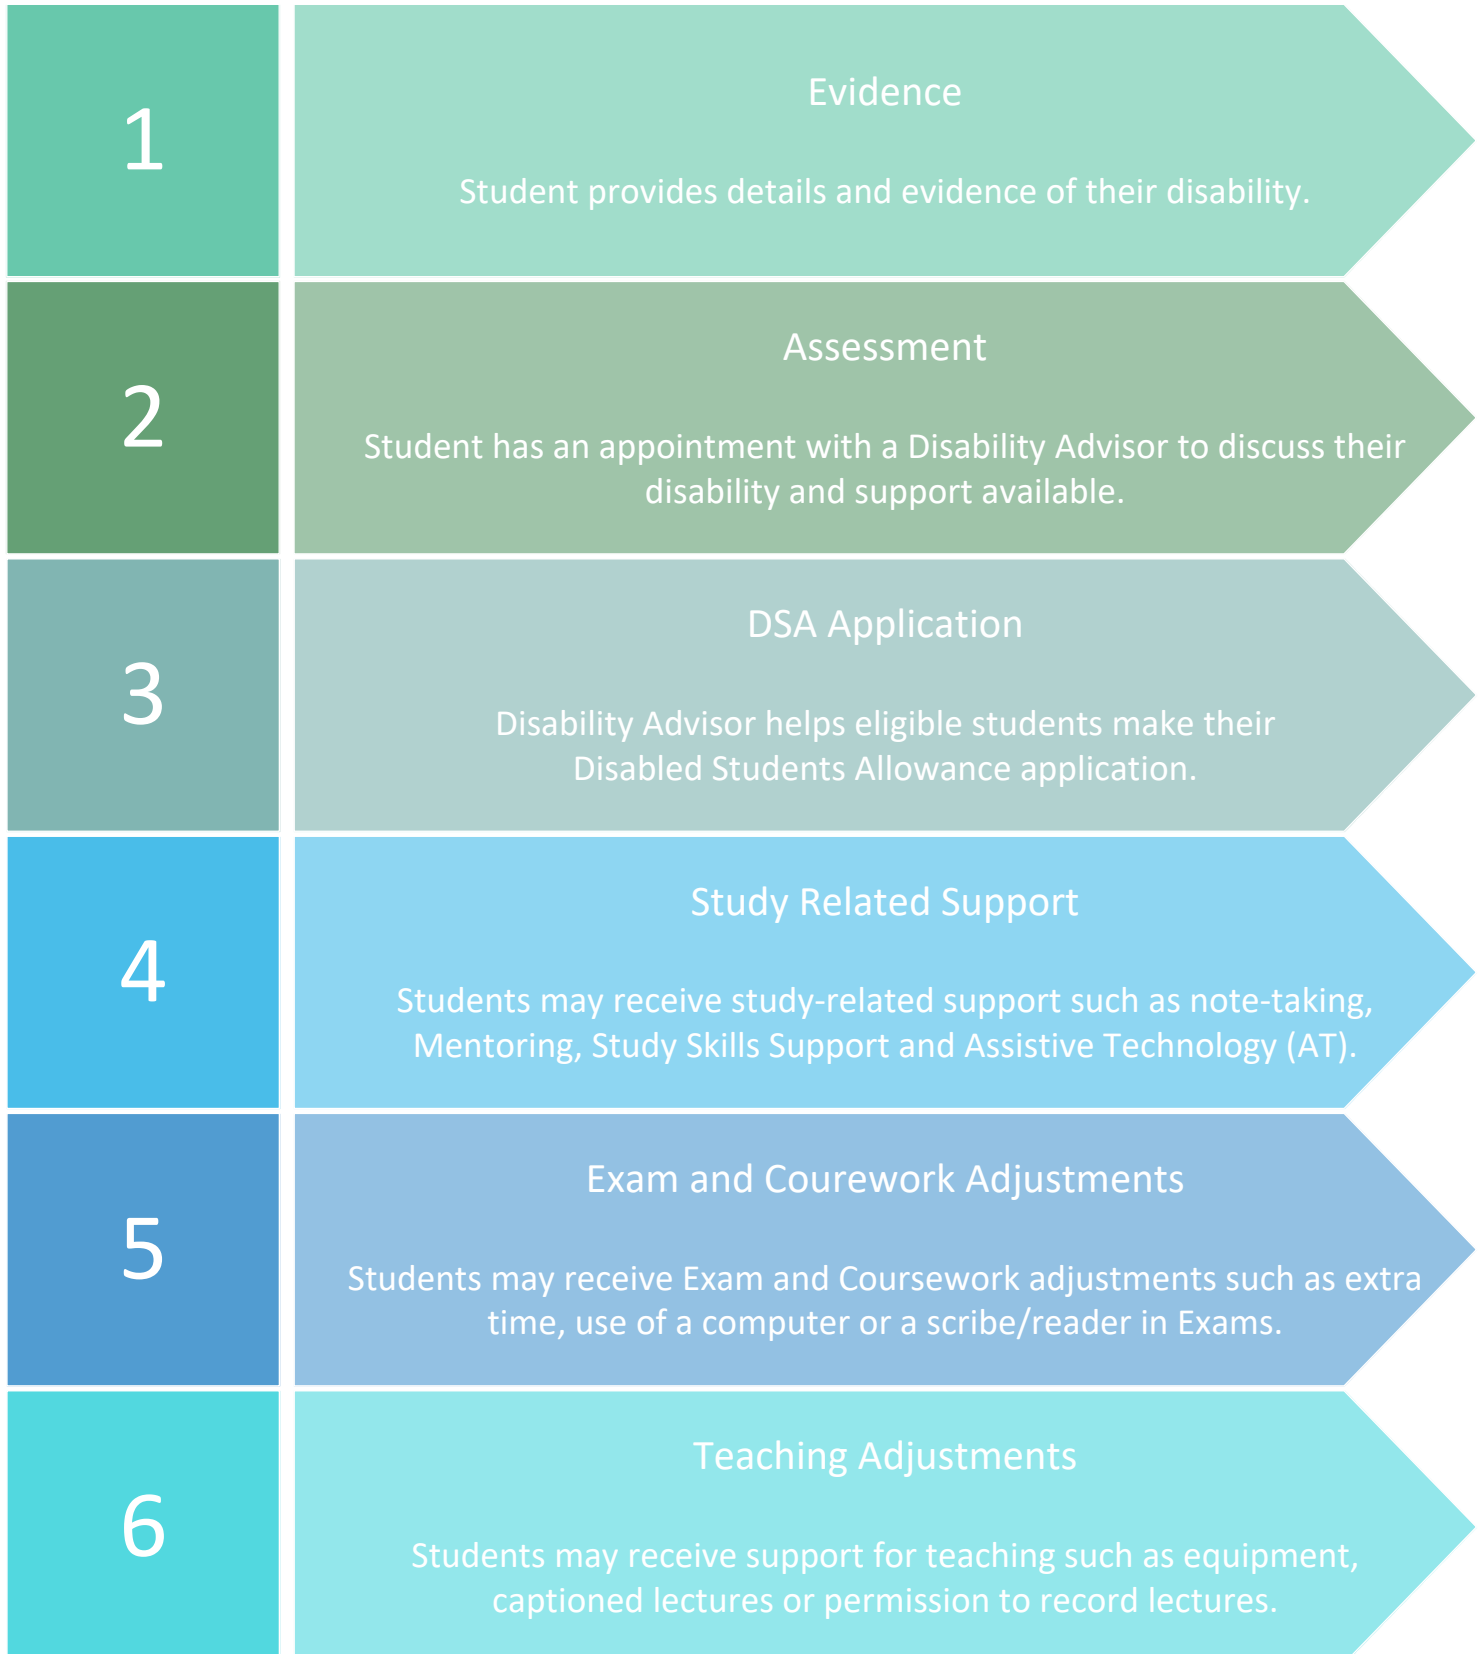 1
Evidence
Student provides details and evidence of their disability.
2
Assessment
Student has an appointment with a Disability Advisor to discuss their
disability and support available.
3
DSA Application
Disability Advisor helps eligible students make their
Disabled Students Allowance application.
4
Study Related Support
Students may receive study-related support such as note-taking,
Mentoring, Study Skills Support and Assistive Technology (AT).
5
Exam and Courework Adjustments
Students may receive Exam and Coursework adjustments such as extra
time, use of a computer or a scribe/reader in Exams.
6
Teaching Adjustments
Students may receive support for teaching such as equipment,
captioned lectures or permission to record lectures.